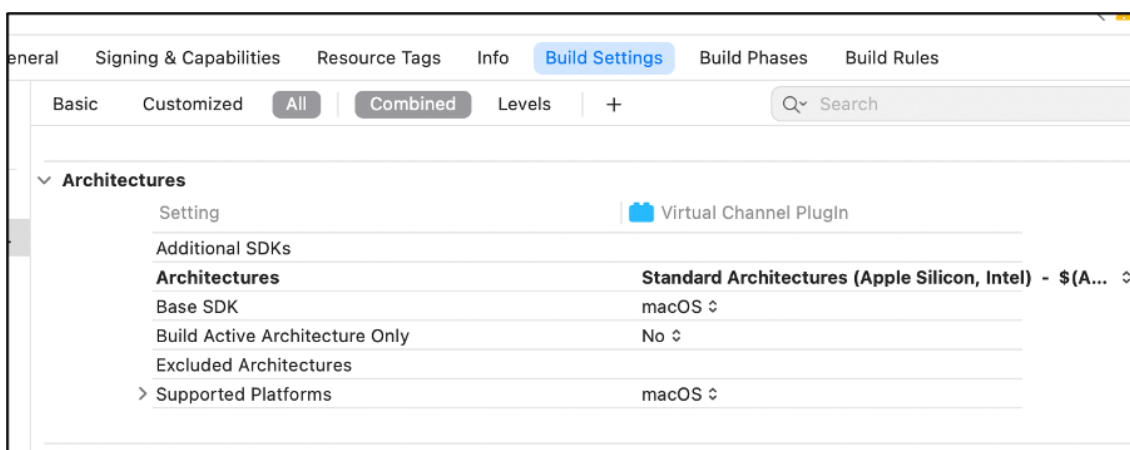 eneral Signing & Capabilities Resource Tags Info Build Settings Build Phases Build Rules
Basic Customized All Combined Levels + Search
Architectures
Setting Virtual Channel PlugIn
Additional SDKs
Architectures Standard Architectures (Apple Silicon, Intel) - $(A...
Base SDK macOS
Build Active Architecture Only No
Excluded Architectures
Supported Platforms macOS